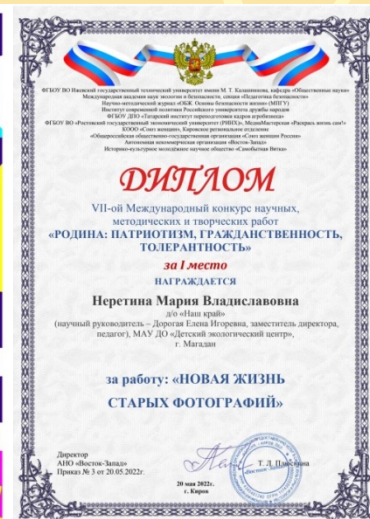 ФГБОУ ВО Ижевский государственный технический университет имени М. Т. Калашникова, кафедра «Общественные науки»
Международная академия наук экологии и безопасности, секция «Педагогика безопасности»
Научно-методический журнал «ОБЖ. Основы безопасности жизни» (МПГУ)
Институт современной политики Российского университета дружбы народов
ФГБОУ ДПО «Татарский институт переподготовки кадров агробизнеса»
ФГБОУ ВО «Ростовский государственный экономический университет (РИНХ)», МедиаМастерская «Раскрась жизнь сам!»
КООО «Союз женщин», Кировское региональное отделение
«Общероссийская общественно-государственная организация «Союз женщин России»
Автономная некоммерческая организация «Восток-Запад»
Историко-культурное молодёжное научное общество «Самобытная Вятка»
ДИПЛОМ
VII-ой Международный конкурс научных,
методических и творческих работ
«РОДИНА: ПАТРИОТИЗМ, ГРАЖДАНСТВЕННОСТЬ,
ТОЛЕРАНТНОСТЬ»
за I место
НАГРАЖДАЕТСЯ
Неретина Мария Владиславовна
д/о «Наш край»
(научный руководитель – Дорогая Елена Игоревна, заместитель директора,
педагог), МАУ ДО «Детский экологический центр»,
г. Магадан
за работу: «НОВАЯ ЖИЗНЬ
СТАРЫХ ФОТОГРАФИЙ»
Директор
АНО «Восток-Запад» Т. Л.
Приказ № 3 от 20.05.2022г.
20 мая 2022г.
г. Киров